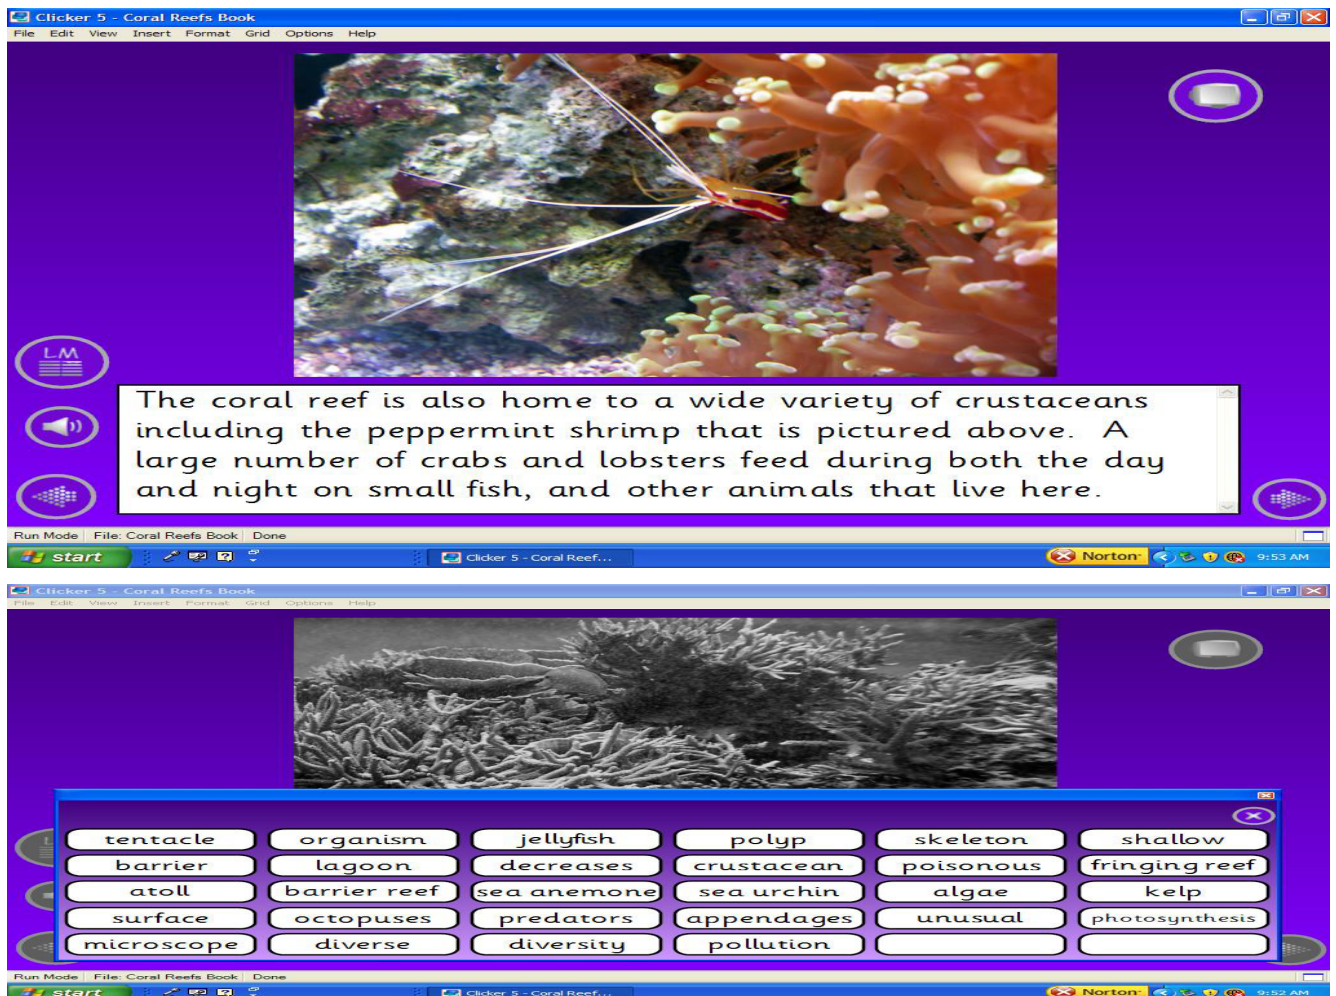 Clicker 5 - Coral Reefs Book
File Edit View Insert Format Grid Options Help
LM
The coral reef is also home to a wide variety of crustaceans
including the peppermint shrimp that is pictured above. A
large number of crabs and lobsters feed during both the day
and night on small fish, and other animals that live here.
Run Mode File: Coral Reefs Book Done
start Clicker 5 - Coral Reef... Norton 9:53 AM
Clicker 5 - Coral Reefs Book
File Edit View Insert Format Grid Options Help
tentacle organism jellyfish polyp skeleton shallow
barrier lagoon decreases crustacean poisonous fringing reef
atoll barrier reef sea anemone sea urchin algae kelp
surface octopuses predators appendages unusual photosynthesis
microscope diverse diversity pollution
Run Mode File: Coral Reefs Book Done
start Clicker 5 - Coral Reef... Norton 9:52 AM